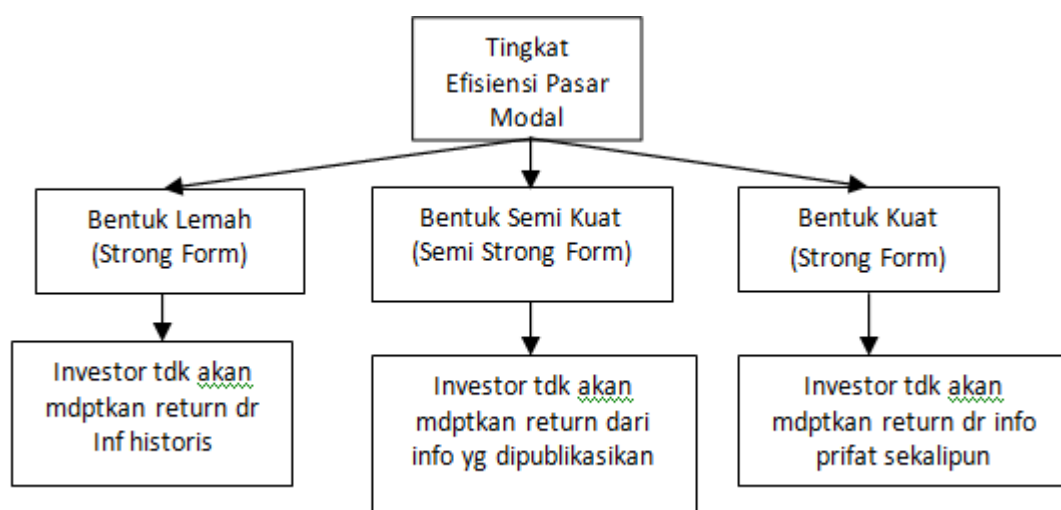 Tingkat
Efisiensi Pasar
Modal
Bentuk Lemah
(Strong Form)
Bentuk Semi Kuat
(Semi Strong Form)
Bentuk Kuat
(Strong Form)
Investor tdk akan
mdptkan return dr
Inf historis
Investor tdk akan
mdptkan return dari
info yg dipublikasikan
Investor tdk akan
mdptkan return dr info
prifat sekalipun